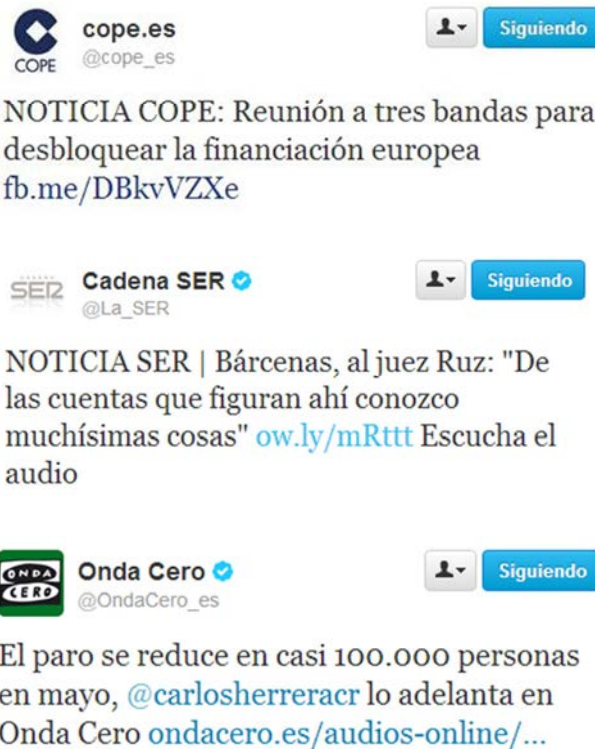 cope.es
Siguiendo
COPE
@cope_es
NOTICIA COPE: Reunión a tres bandas para
desbloquear la financiación europea
fb.me/DBkvVZXe
SER
Cadena SER
Siguiendo
@La_SER
NOTICIA SER | Bárcenas, al juez Ruz: "De
las cuentas que figuran ahí conozco
muchísimas cosas" ow.ly/mRttt Escucha el
audio
ONDA
CERO
Onda Cero
Siguiendo
@OndaCero_es
El paro se reduce en casi 100.000 personas
en mayo, @carlosherreracr lo adelanta en
Onda Cero ondacero.es/audios-online/...